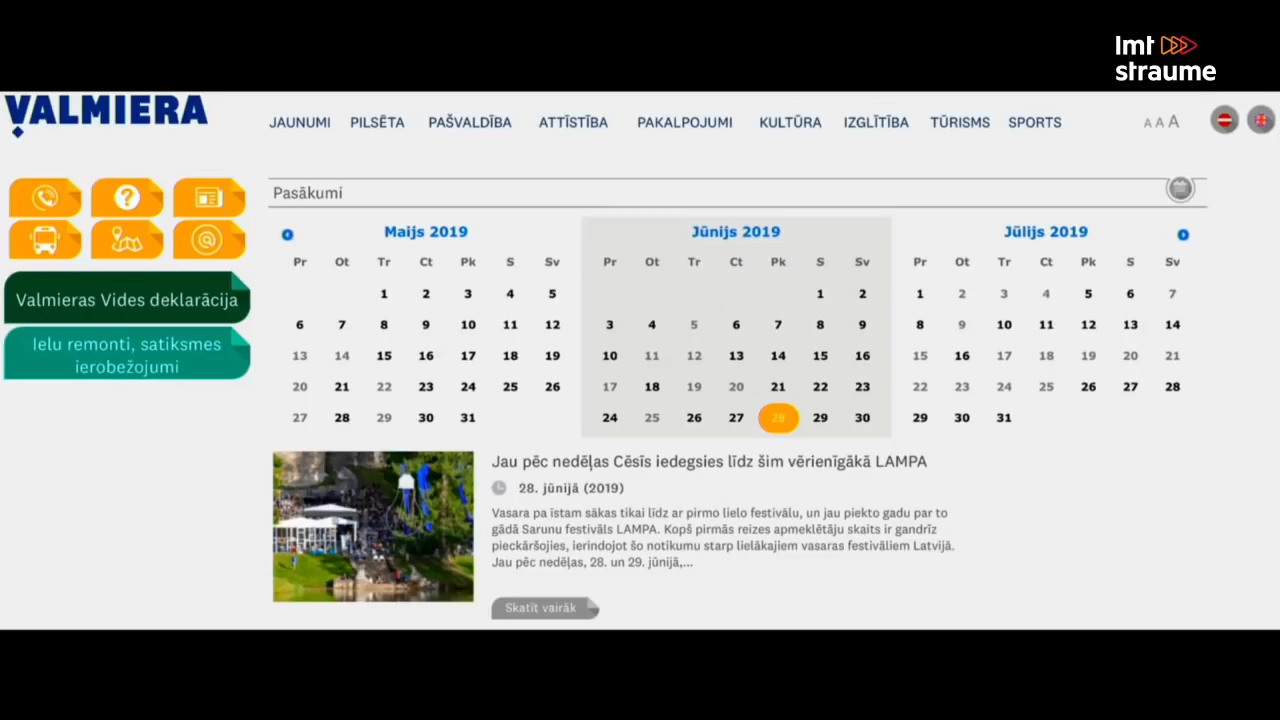 lmt
straume
VALMIERA
JAUNUMI PILSĒTA PAŠVALDĪBA ATTĪSTĪBA PAKALPOJUMI KULTŪRA IZGLĪTĪBA TŪRISMS SPORTS A A A
Pasākumi
Maijs 2019 Jūnijs 2019 Jūlijs 2019
Pr Ot Tr Ct Pk S Sv Pr Ot Tr Ct Pk S Sv Pr Ot Tr Ct Pk S Sv
1 2 3 4 5 1 2 1 2 3 4 5 6 7
6 7 8 9 10 11 12 3 4 5 6 7 8 9 8 9 10 11 12 13 14
13 14 15 16 17 18 19 10 11 12 13 14 15 16 15 16 17 18 19 20 21
20 21 22 23 24 25 26 17 18 19 20 21 22 23 22 23 24 25 26 27 28
27 28 29 30 31 24 25 26 27 28 29 30 29 30 31
Valmieras Vides deklarācija
Ielu remonti, satiksmes
ierobežojumi
Jau pēc nedēļas Cēsīs iedegsies līdz šim vērienīgākā LAMPA
28. jūnijā (2019)
Vasara pa īstam sākas tikai līdz ar pirmo lielo festivālu, un jau piekto gadu par to
gādā Sarunu festivāls LAMPA. Kopš pirmās reizes apmeklētāju skaits ir gandrīz
pieckāršojies, ierindojot šo notikumu starp lielākajiem vasaras festivāliem Latvijā.
Jau pēc nedēļas, 28. un 29. jūnijā,...
Skatīt vairāk